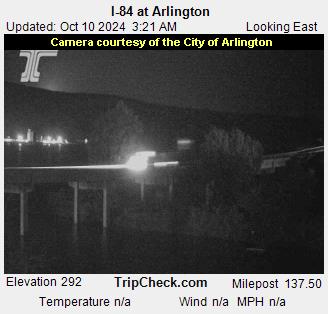 I-84 at Arlington
Updated: Oct 10 2024 3:21 AM Looking East
Camera courtesy of the City of Arlington
Elevation 292 TripCheck.com Milepost 137.50
Temperature n/a Wind n/a MPH n/a